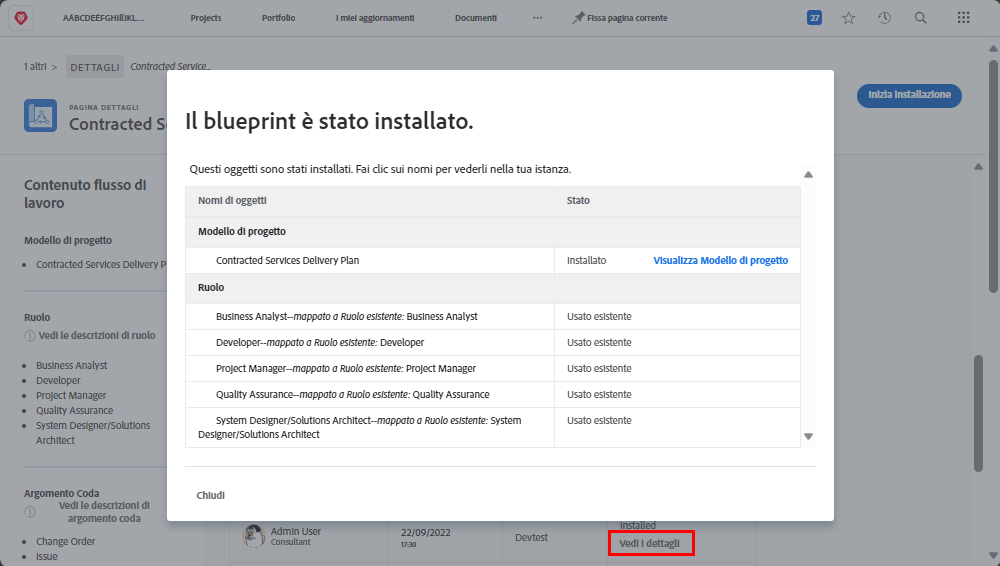 AÁBCDEÉFGHIÍJKL...
Projects
Portfolio
I miei aggiornamenti
Documenti
Fissa pagina corrente
27
1 altri > DETTAGLI Contracted Service...
PAGINA DETTAGLI
Contracted S
Inizia installazione
Contenuto flusso di
lavoro
Modello di progetto
Contracted Services Delivery P
Ruolo
Vedi le descrizioni di ruolo
Business Analyst
Developer
Project Manager
Quality Assurance
System Designer/Solutions
Architect
Argomento Coda
Vedi le descrizioni di
argomento coda
Change Order
Issue
Il blueprint è stato installato.
Questi oggetti sono stati installati. Fai clic sui nomi per vederli nella tua istanza.
Nomi di oggetti Stato
Modello di progetto
Contracted Services Delivery Plan Installato Visualizza Modello di progetto
Ruolo
Business Analyst--mappato a Ruolo esistente: Business Analyst Usato esistente
Developer--mappato a Ruolo esistente: Developer Usato esistente
Project Manager--mappato a Ruolo esistente: Project Manager Usato esistente
Quality Assurance--mappato a Ruolo esistente: Quality Assurance Usato esistente
System Designer/Solutions Architect--mappato a Ruolo esistente: System Usato esistente
Designer/Solutions Architect
Chiudi
Admin User
Consultant
22/09/2022
17:30
Devtest
Installed
Vedi i dettagli